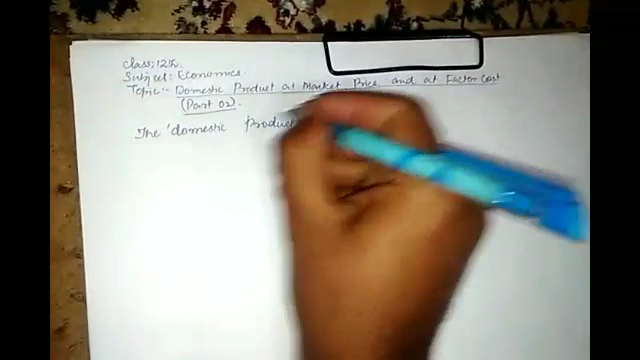 Class: 12th.
Subject: Economics.
Topic:- Domestic Product at Market Price and at Factor Cost
(Part 02).
The 'domestic Product